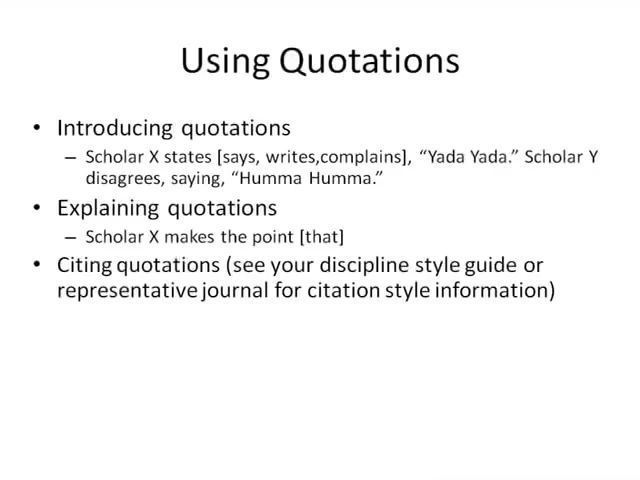 Using Quotations
• Introducing quotations
– Scholar X states [says, writes,complains], “Yada Yada.” Scholar Y
disagrees, saying, “Humma Humma.”
• Explaining quotations
– Scholar X makes the point [that]
• Citing quotations (see your discipline style guide or
representative journal for citation style information)